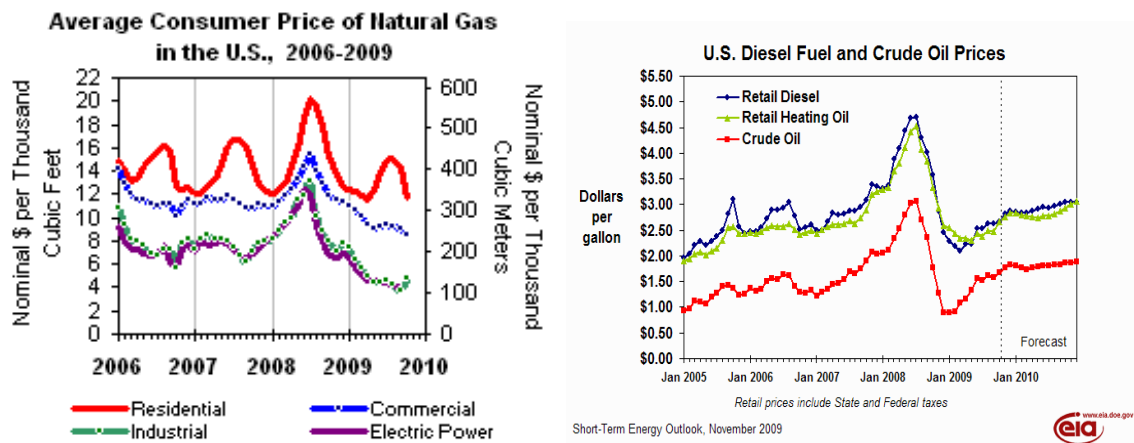 Average Consumer Price of Natural Gas
in the U.S., 2006-2009
Nominal $ per Thousand
Cubic Feet
22
20
18
16
14
12
10
8
6
4
2
0
600
500
400
300
200
100
0
Nominal $ per Thousand
Cubic Meters
2006 2007 2008 2009 2010
Residential Commercial
Industrial Electric Power
U.S. Diesel Fuel and Crude Oil Prices
Dollars
per
gallon
$5.50
$5.00
$4.50
$4.00
$3.50
$3.00
$2.50
$2.00
$1.50
$1.00
$0.50
$0.00
Retail Diesel
Retail Heating Oil
Crude Oil
Forecast
Jan 2005 Jan 2006 Jan 2007 Jan 2008 Jan 2009 Jan 2010
Retail prices include State and Federal taxes
Short-Term Energy Outlook, November 2009
eia
www.eia.doe.gov